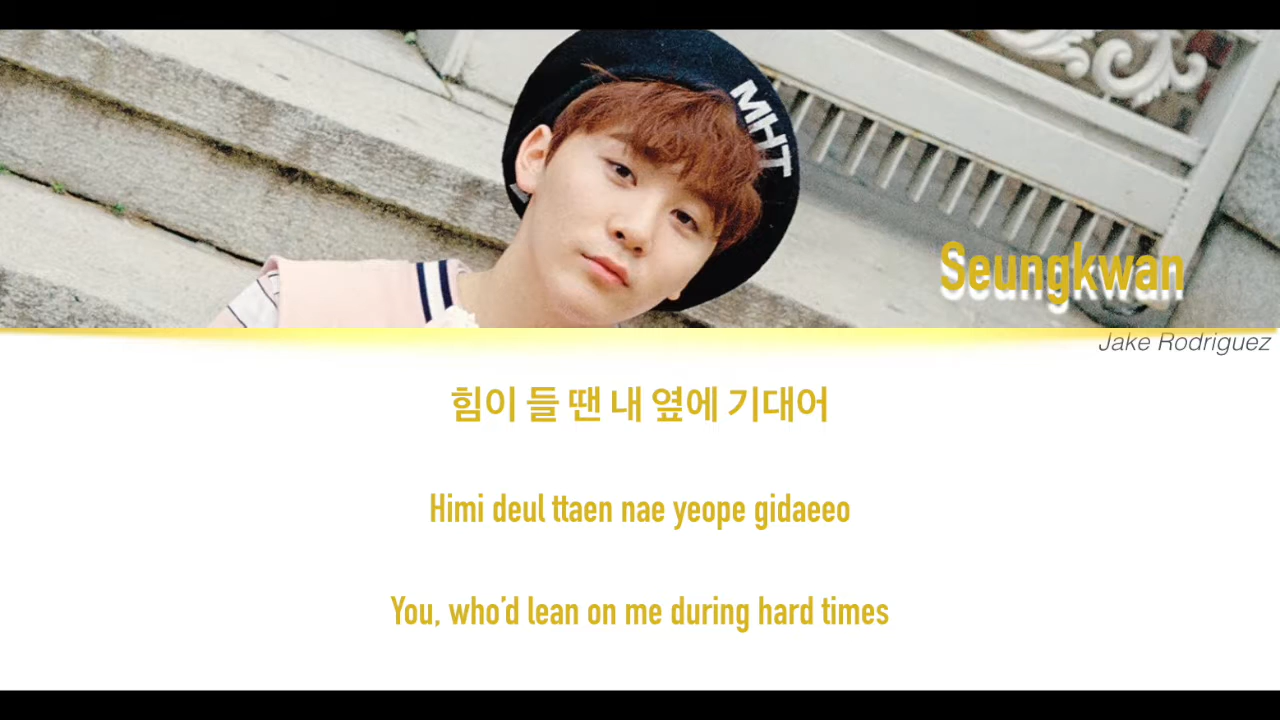 MHT
Seungkwan
Jake Rodriguez
힘이 들 땐 내 옆에 기대어
Himi deul ttaen nae yeope gidaeeo
You, who’d lean on me during hard times